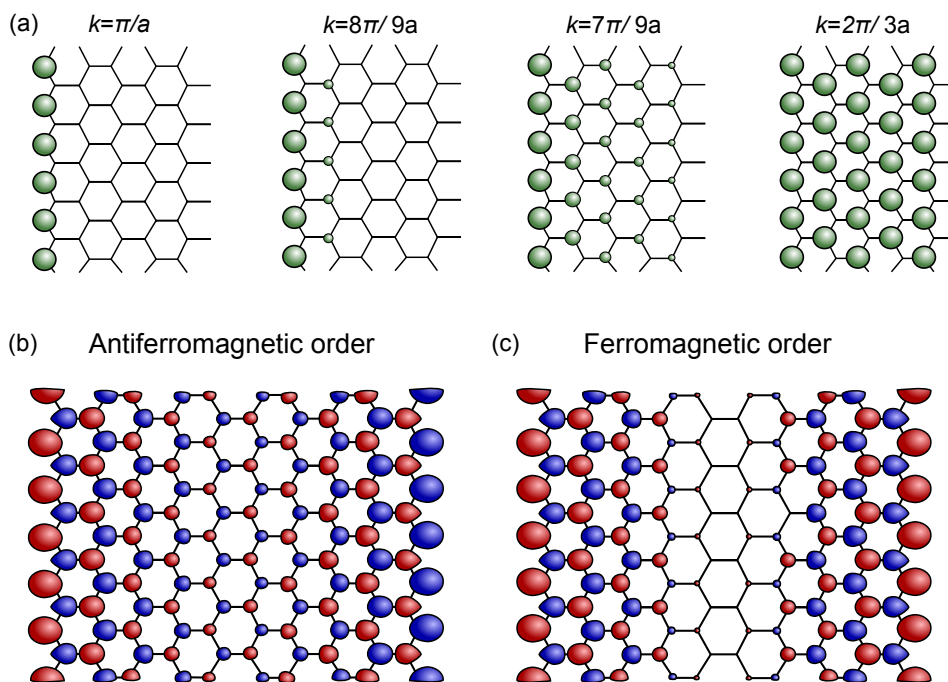 (a) k=π/a k=8π/ 9a k=7π/ 9a k=2π/ 3a
(b) Antiferromagnetic order (c) Ferromagnetic order